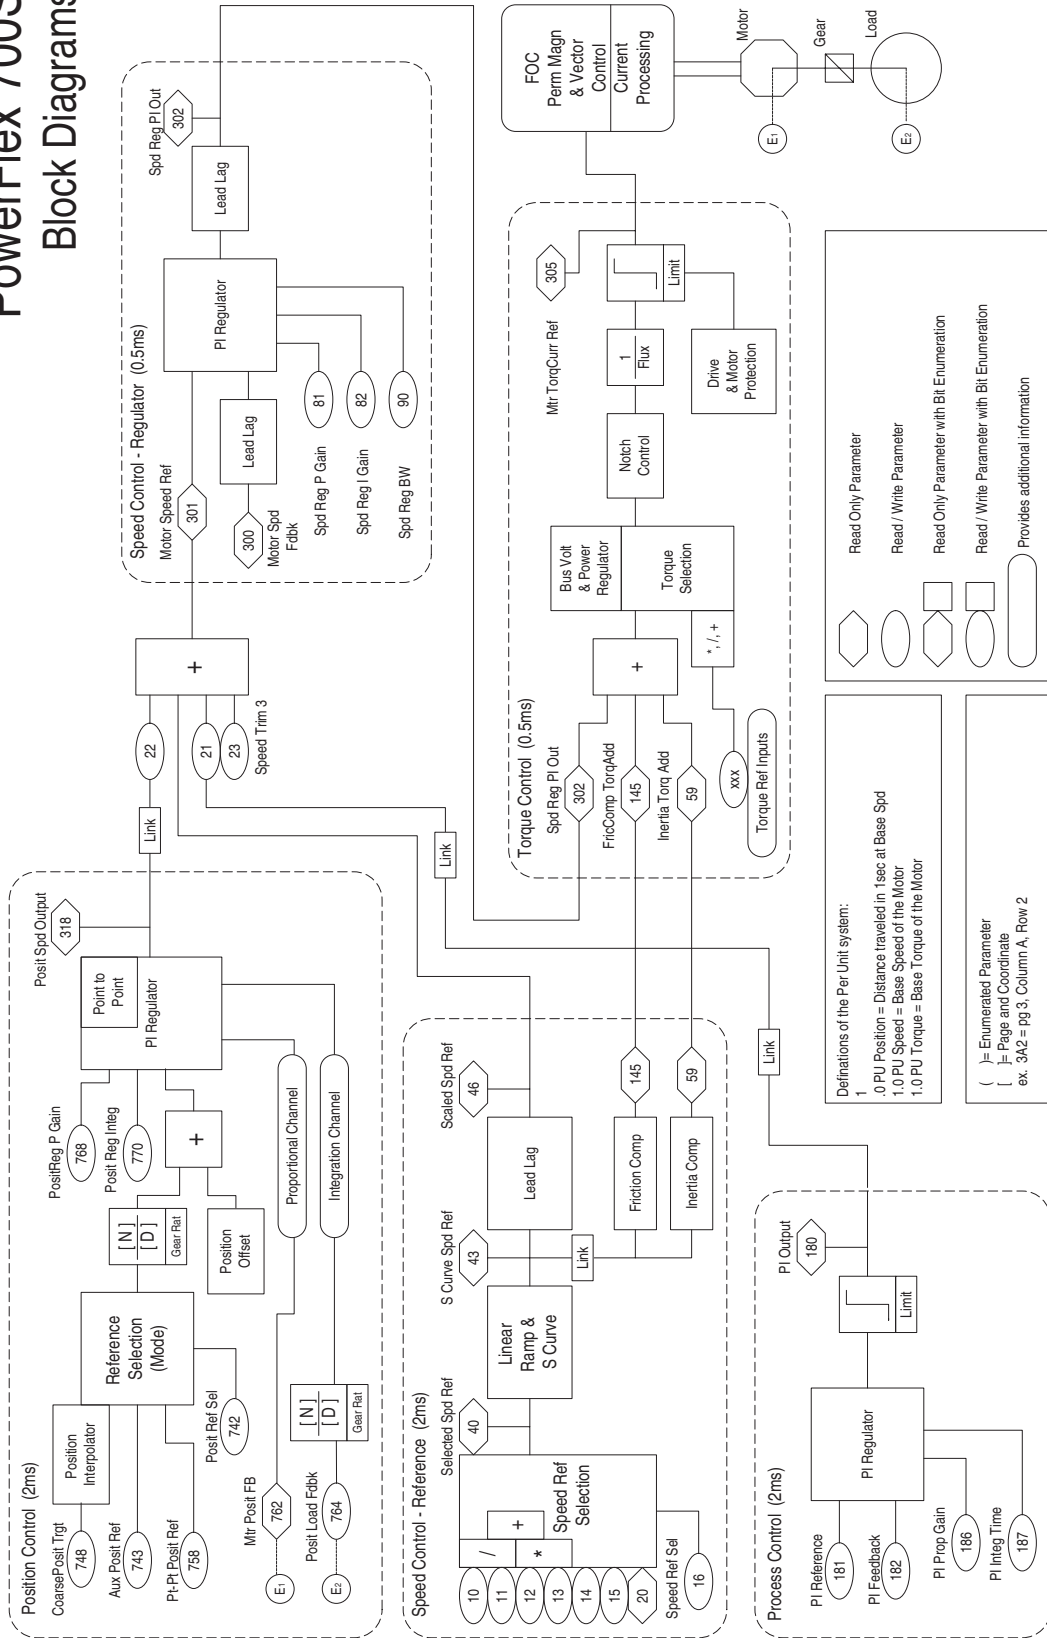 PowerFlex 700S
Block Diagrams
Position Control (2ms)
CoarsePosit Trgt
748
Aux Posit Ref
743
Pt-Pt Posit Ref
758
Position
Interpolator
Reference
Selection
(Mode)
Posit Ref Sel
742
[ N ]
[ D ]
Gear Rat
Position
Offset
+
PositReg P Gain
768
Posit Reg Integ
770
Point to
Point
PI Regulator
Posit Spd Output
318
Mtr Posit FB
E1
762
Proportional Channel
Posit Load Fdbk
E2
764
[ N ]
[ D ]
Gear Rat
Integration Channel
Link
22
21
23
Speed Trim 3
+
Speed Control - Regulator (0.5ms)
Motor Speed Ref
301
300
Motor Spd
Fdbk
Lead Lag
PI Regulator
Lead Lag
Spd Reg PI Out
302
81
Spd Reg P Gain
82
Spd Reg I Gain
90
Spd Reg BW
Speed Control - Reference (2ms)
Selected Spd Ref
40
10
11
12
13
14
15
20
/
+
*
Speed Ref
Selection
Speed Ref Sel
16
Linear
Ramp &
S Curve
S Curve Spd Ref
43
Link
Lead Lag
Scaled Spd Ref
46
Friction Comp
145
Inertia Comp
59
Link
Torque Control (0.5ms)
Spd Reg PI Out
302
FricComp TorqAdd
145
Inertia Torq Add
59
xxx
Torque Ref Inputs
+
*, /, +
Bus Volt
& Power
Regulator
Torque
Selection
Notch
Control
1
Flux
Limit
Mtr TorqCurr Ref
305
Drive
& Motor
Protection
FOC
Perm Magn
& Vector
Control
Current
Processing
Motor
Gear
Load
E1
E2
Process Control (2ms)
PI Reference
181
PI Feedback
182
PI Prop Gain
186
PI Integ Time
187
PI Regulator
Limit
PI Output
180
Link
Definations of the Per Unit system:
1
.0 PU Position = Distance traveled in 1sec at Base Spd
1.0 PU Speed = Base Speed of the Motor
1.0 PU Torque = Base Torque of the Motor
( )= Enumerated Parameter
[ ]= Page and Coordinate
ex. 3A2 = pg 3, Column A, Row 2
Read Only Parameter
Read / Write Parameter
Read Only Parameter with Bit Enumeration
Read / Write Parameter with Bit Enumeration
Provides additional information